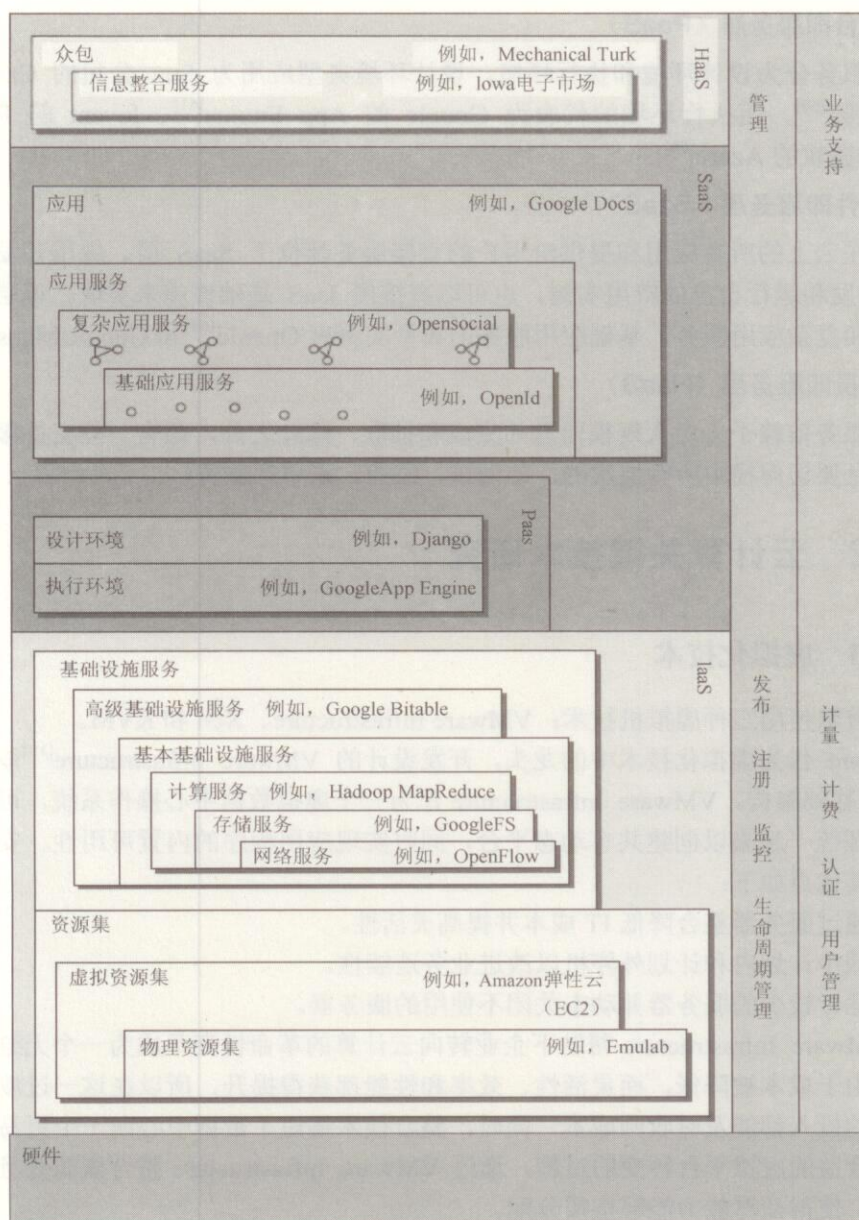 众包 例如，Mechanical Turk
信息整合服务 例如，Iowa电子市场
HaaS
应用 例如，Google Docs
应用服务
复杂应用服务 例如，Opensocial
基础应用服务 例如，OpenId
SaaS
设计环境 例如，Django
执行环境 例如，GoogleApp Engine
Paas
基础设施服务
高级基础设施服务 例如，Google Bitable
基本基础设施服务
计算服务 例如，Hadoop MapReduce
存储服务 例如，GoogleFS
网络服务 例如，OpenFlow
资源集
虚拟资源集 例如，Amazon弹性云
（EC2）
物理资源集 例如，Emulab
IaaS
硬件
管理
发布 注册 监控 生命周期管理
业务支持
计量 计费 认证 用户管理